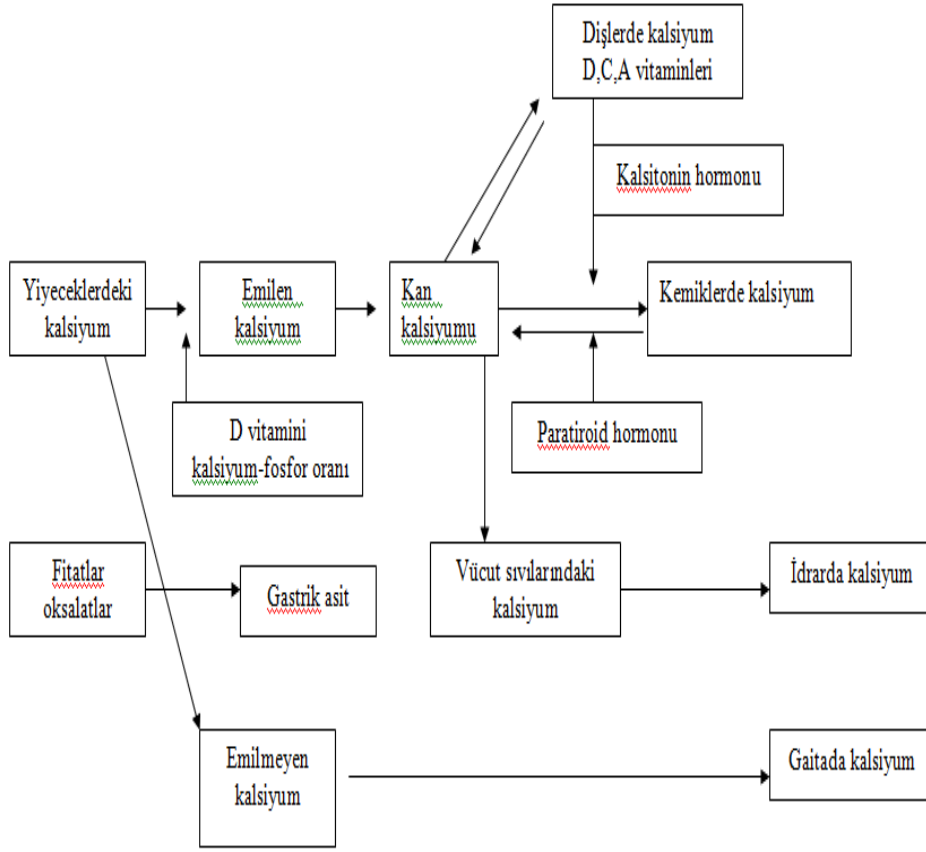 Dişlerde kalsiyum
D,C,A vitaminleri
Kalsitonin hormonu
Yiyeceklerdeki
kalsiyum
Emilen
kalsiyum
Kan
kalsiyumu
Kemiklerde kalsiyum
D vitamini
kalsiyum-fosfor oranı
Paratiroid hormonu
Fitatlar
oksalatlar
Gastrik asit
Vücut sıvılarındaki
kalsiyum
İdrarda kalsiyum
Emilmeyen
kalsiyum
Gaitada kalsiyum